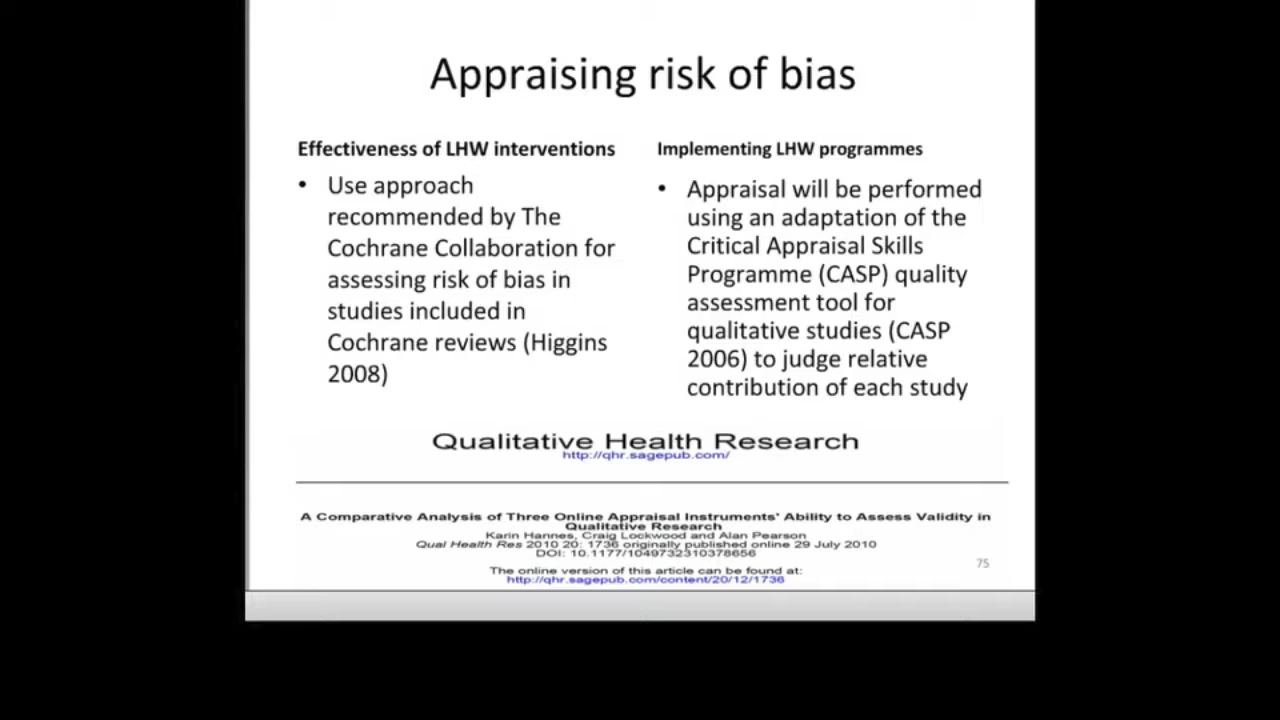 Appraising risk of bias
Effectiveness of LHW interventions
• Use approach
recommended by The
Cochrane Collaboration for
assessing risk of bias in
studies included in
Cochrane reviews (Higgins
2008)
Implementing LHW programmes
• Appraisal will be performed
using an adaptation of the
Critical Appraisal Skills
Programme (CASP) quality
assessment tool for
qualitative studies (CASP
2006) to judge relative
contribution of each study
Qualitative Health Research
http://qhr.sagepub.com/
A Comparative Analysis of Three Online Appraisal Instruments' Ability to Assess Validity in
Qualitative Research
Karin Hannes, Craig Lockwood and Alan Pearson
Qual Health Res 2010 20: 1736 originally published online 29 July 2010
DOI: 10.1177/1049732310378656
The online version of this article can be found at:
http://qhr.sagepub.com/content/20/12/1736
75